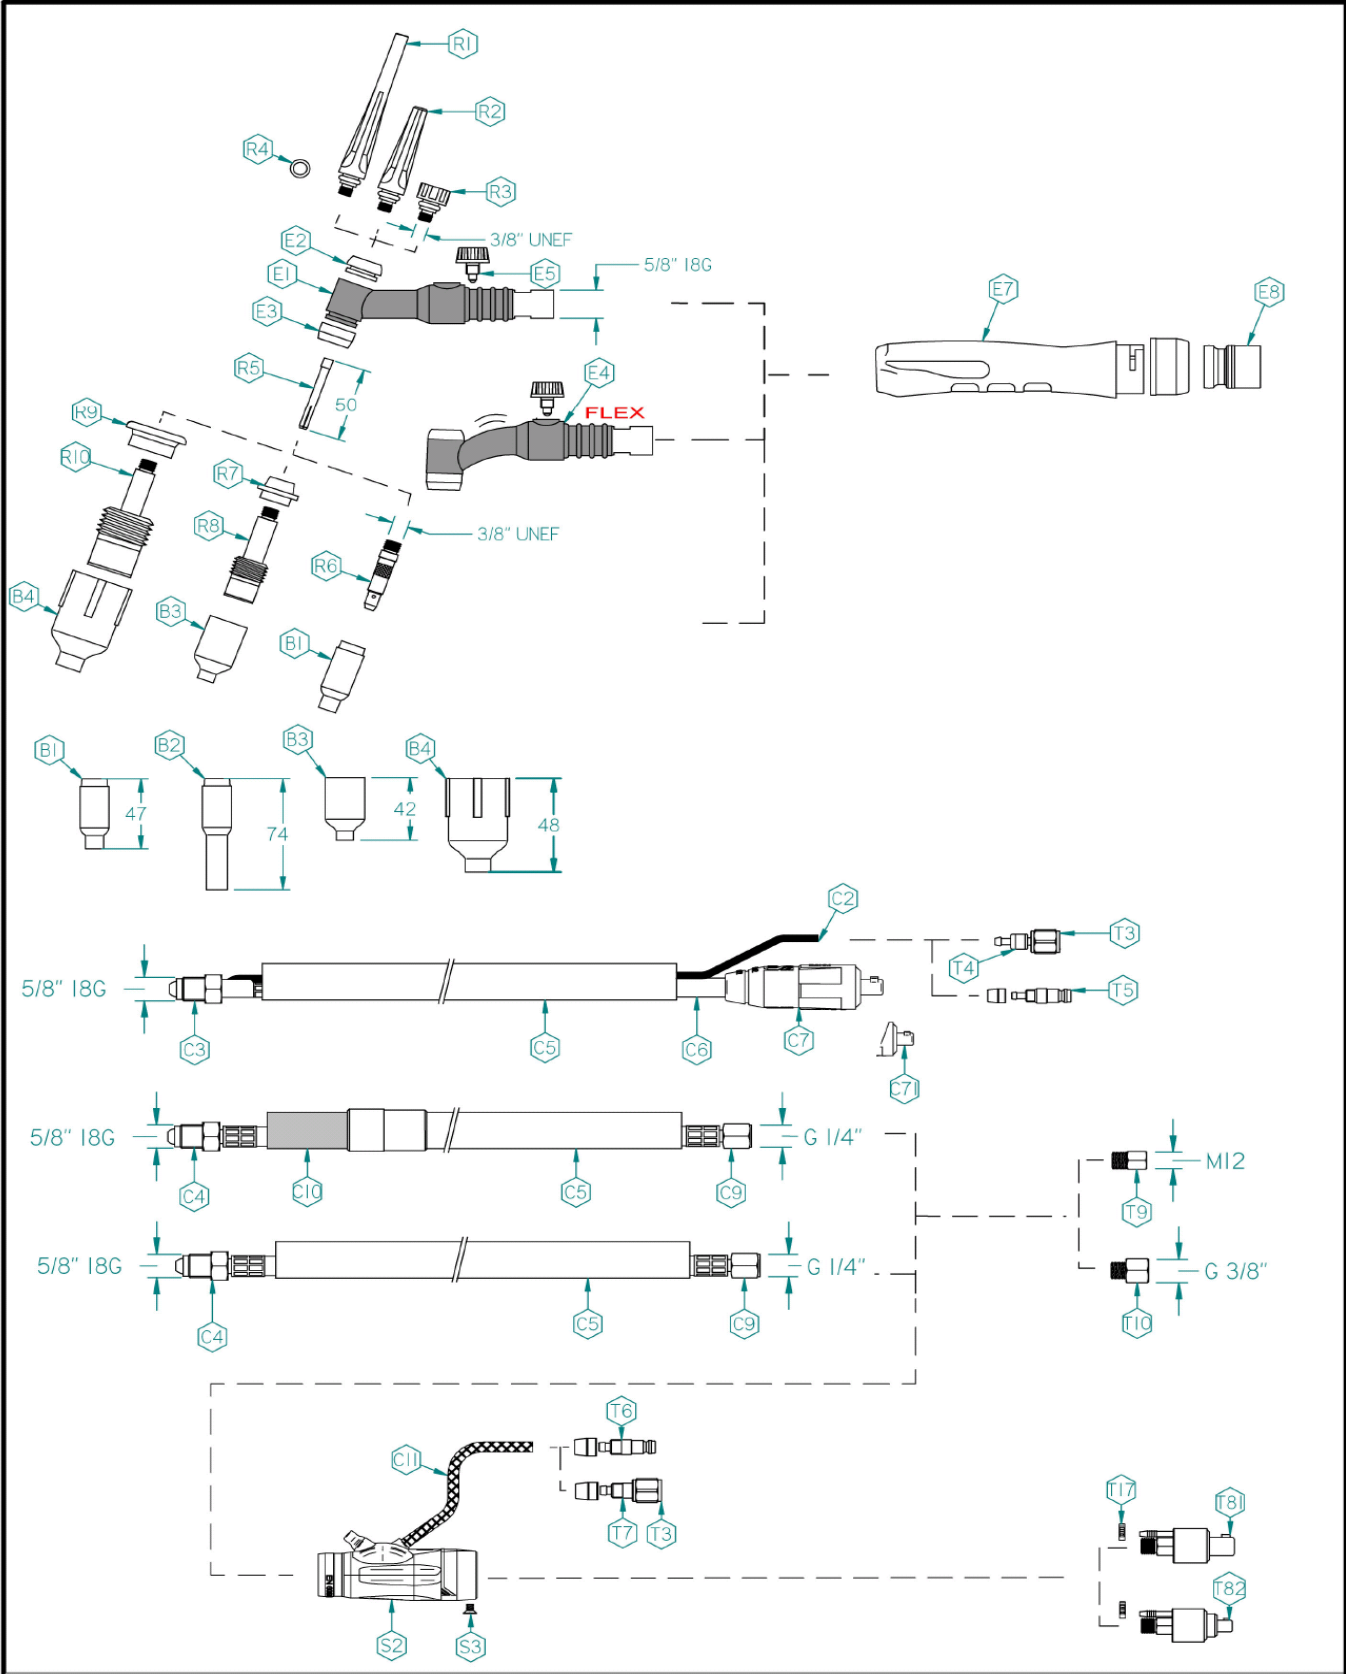 R1
R2
R4
R3
3/8" UNEF
E2
E1
E5
5/8" 18G
E3
E7
E8
R5
50
E4
FLEX
R9
R10
R7
R8
3/8" UNEF
R6
B4
B3
B1
B1
B2
B3
B4
47
74
42
48
C2
T3
T4
T5
5/8" 18G
C3
C5
C6
C7
C71
5/8" 18G
G 1/4"
C4
C10
C5
C9
M12
T9
5/8" 18G
G 1/4"
G 3/8"
C4
C5
C9
T10
T6
C11
T7
T3
T17
T81
T82
S2
S3